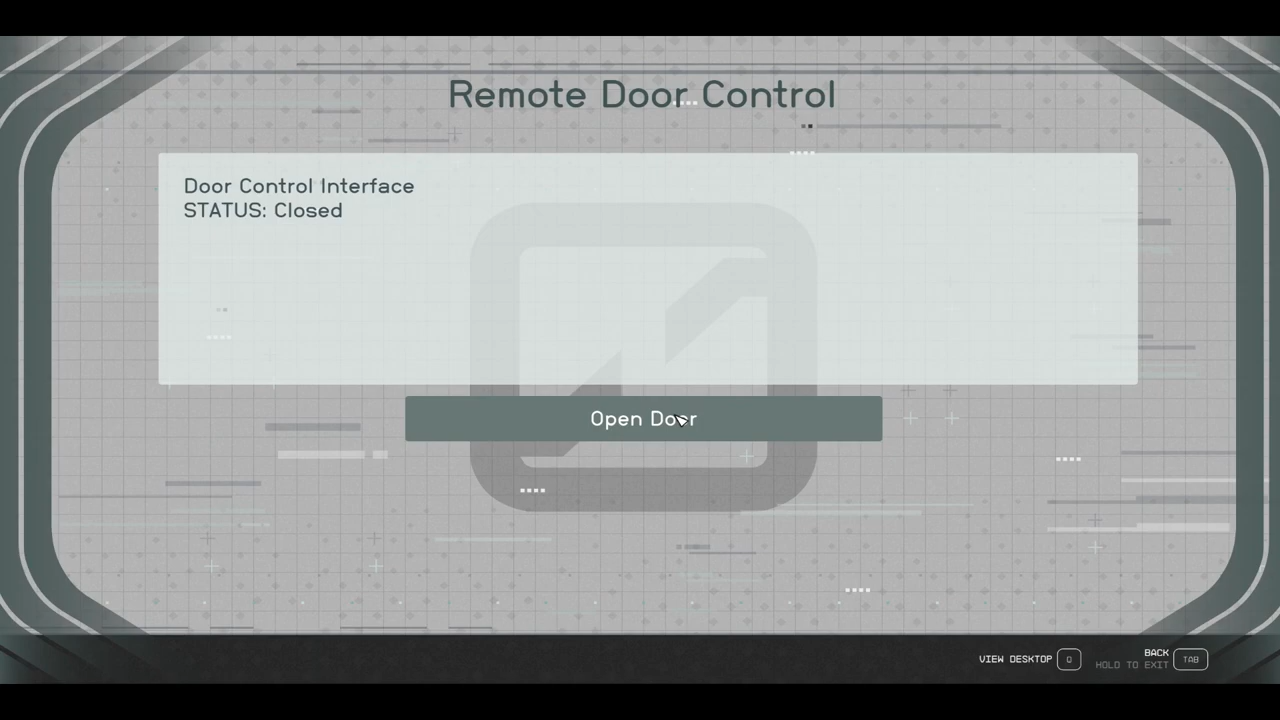 Remote Door Control
Door Control Interface
STATUS: Closed
Open Door
VIEW DESKTOP Q
BACK
HOLD TO EXIT TAB